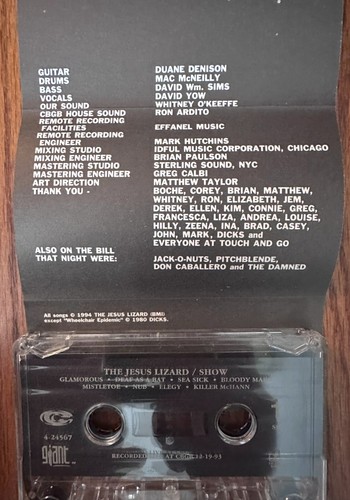 GUITAR DUANE DENISON
DRUMS MAC McNEILLY
BASS DAVID Wm. SIMS
VOCALS DAVID YOW
OUR SOUND WHITNEY O'KEEFFE
CBGB HOUSE SOUND RON ARDITO
REMOTE RECORDING
FACILITIES EFFANEL MUSIC
REMOTE RECORDING
ENGINEER MARK HUTCHINS
MIXING STUDIO IDFUL MUSIC CORPORATION, CHICAGO
MIXING ENGINEER BRIAN PAULSON
MASTERING STUDIO STERLING SOUND, NYC
MASTERING ENGINEER GREG CALBI
ART DIRECTION MATTHEW TAYLOR
THANK YOU - BOCHE, COREY, BRIAN, MATTHEW,
WHITNEY, RON, ELIZABETH, JEM,
DEREK, ELLEN, KIM, CONNIE, GREG,
FRANCESCA, LIZA, ANDREA, LOUISE,
HILLY, ZEENA, INA, BRAD, CASEY,
JOHN, MARK, DICKS and
EVERYONE AT TOUCH AND GO
ALSO ON THE BILL
THAT NIGHT WERE: JACK-O-NUTS, PITCHBLENDE,
DON CABALLERO and THE DAMNED
All songs © 1994 THE JESUS LIZARD (BMI)
except "Wheelchair Epidemic" © 1980 DICKS.
THE JESUS LIZARD / SHOW
GLAMOROUS • DEAF AS A BAT • SEA SICK • BLOODY MA
MISTLETOE • NUB • ELEGY • KILLER McHANN
4-24567
giant
RECORDED AT 12-19-93